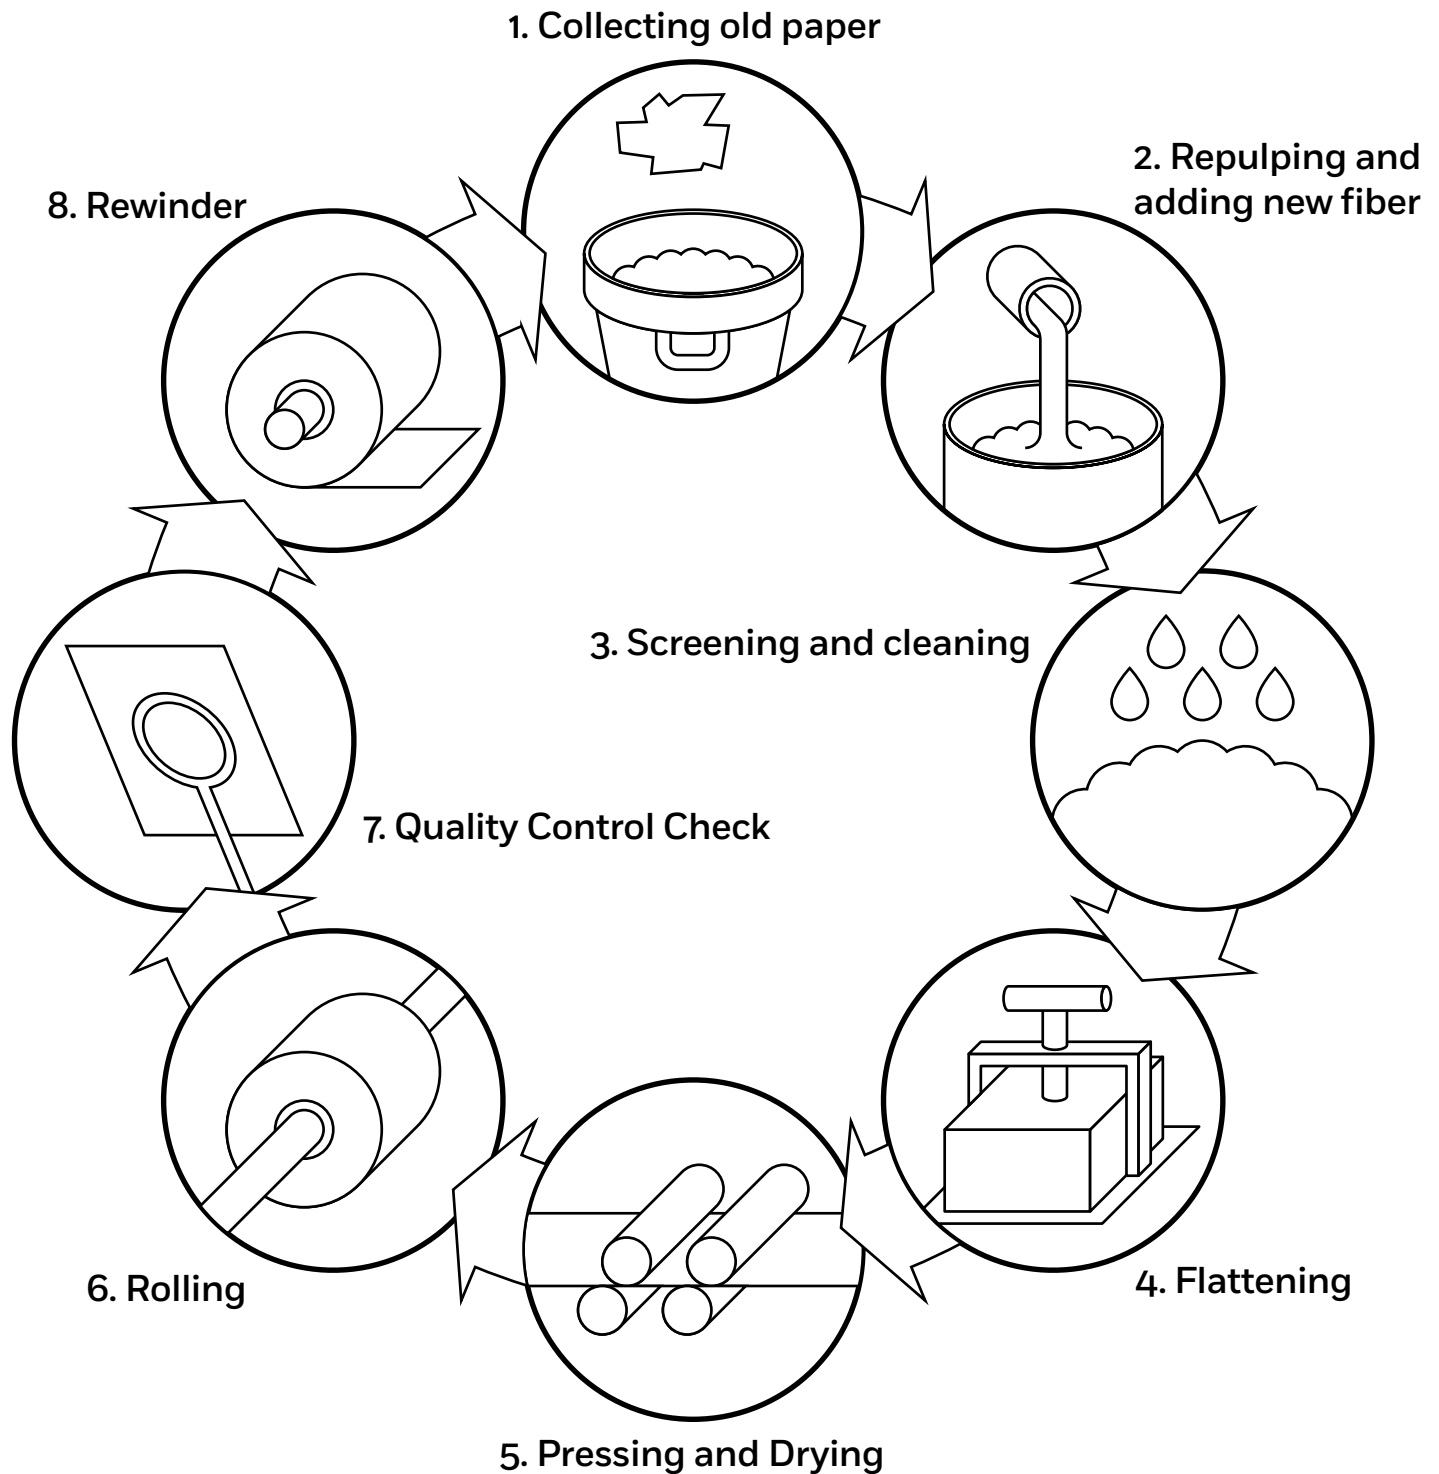 1. Collecting old paper
2. Repulping and
adding new fiber
3. Screening and cleaning
4. Flattening
5. Pressing and Drying
6. Rolling
7. Quality Control Check
8. Rewinder